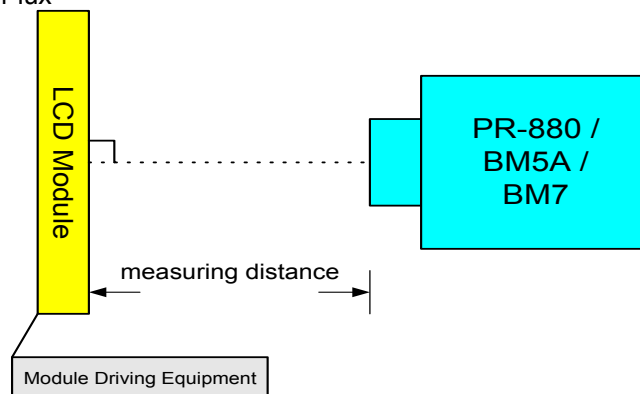 LCD Module
PR-880 /
BM5A /
BM7
measuring distance
Module Driving Equipment